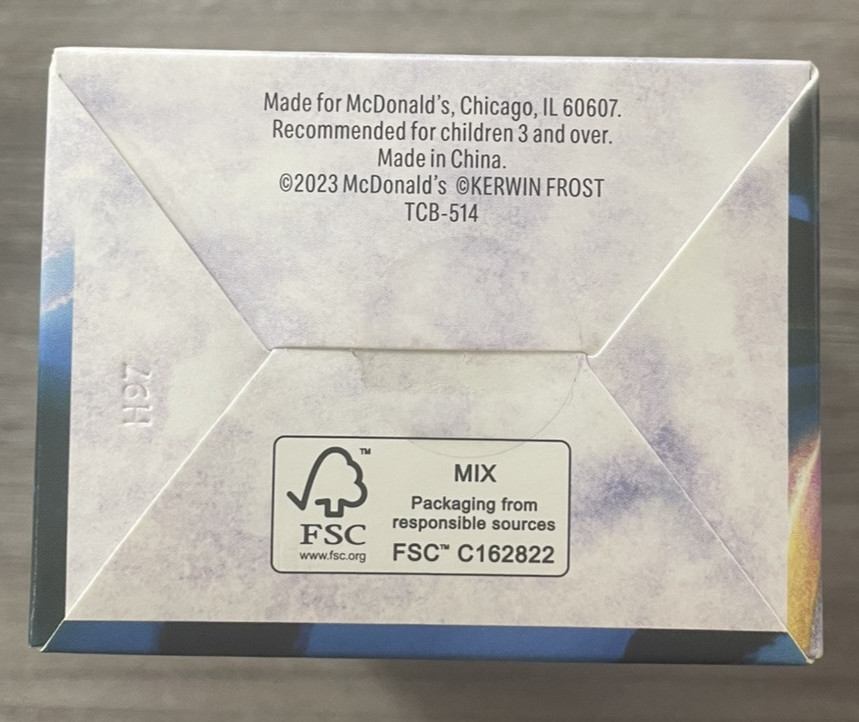 Made for McDonald's, Chicago, IL 60607.
Recommended for children 3 and over.
Made in China.
©2023 McDonald's ©KERWIN FROST
TCB-514
H97
™
FSC
www.fsc.org
MIX
Packaging from
responsible sources
FSC™ C162822